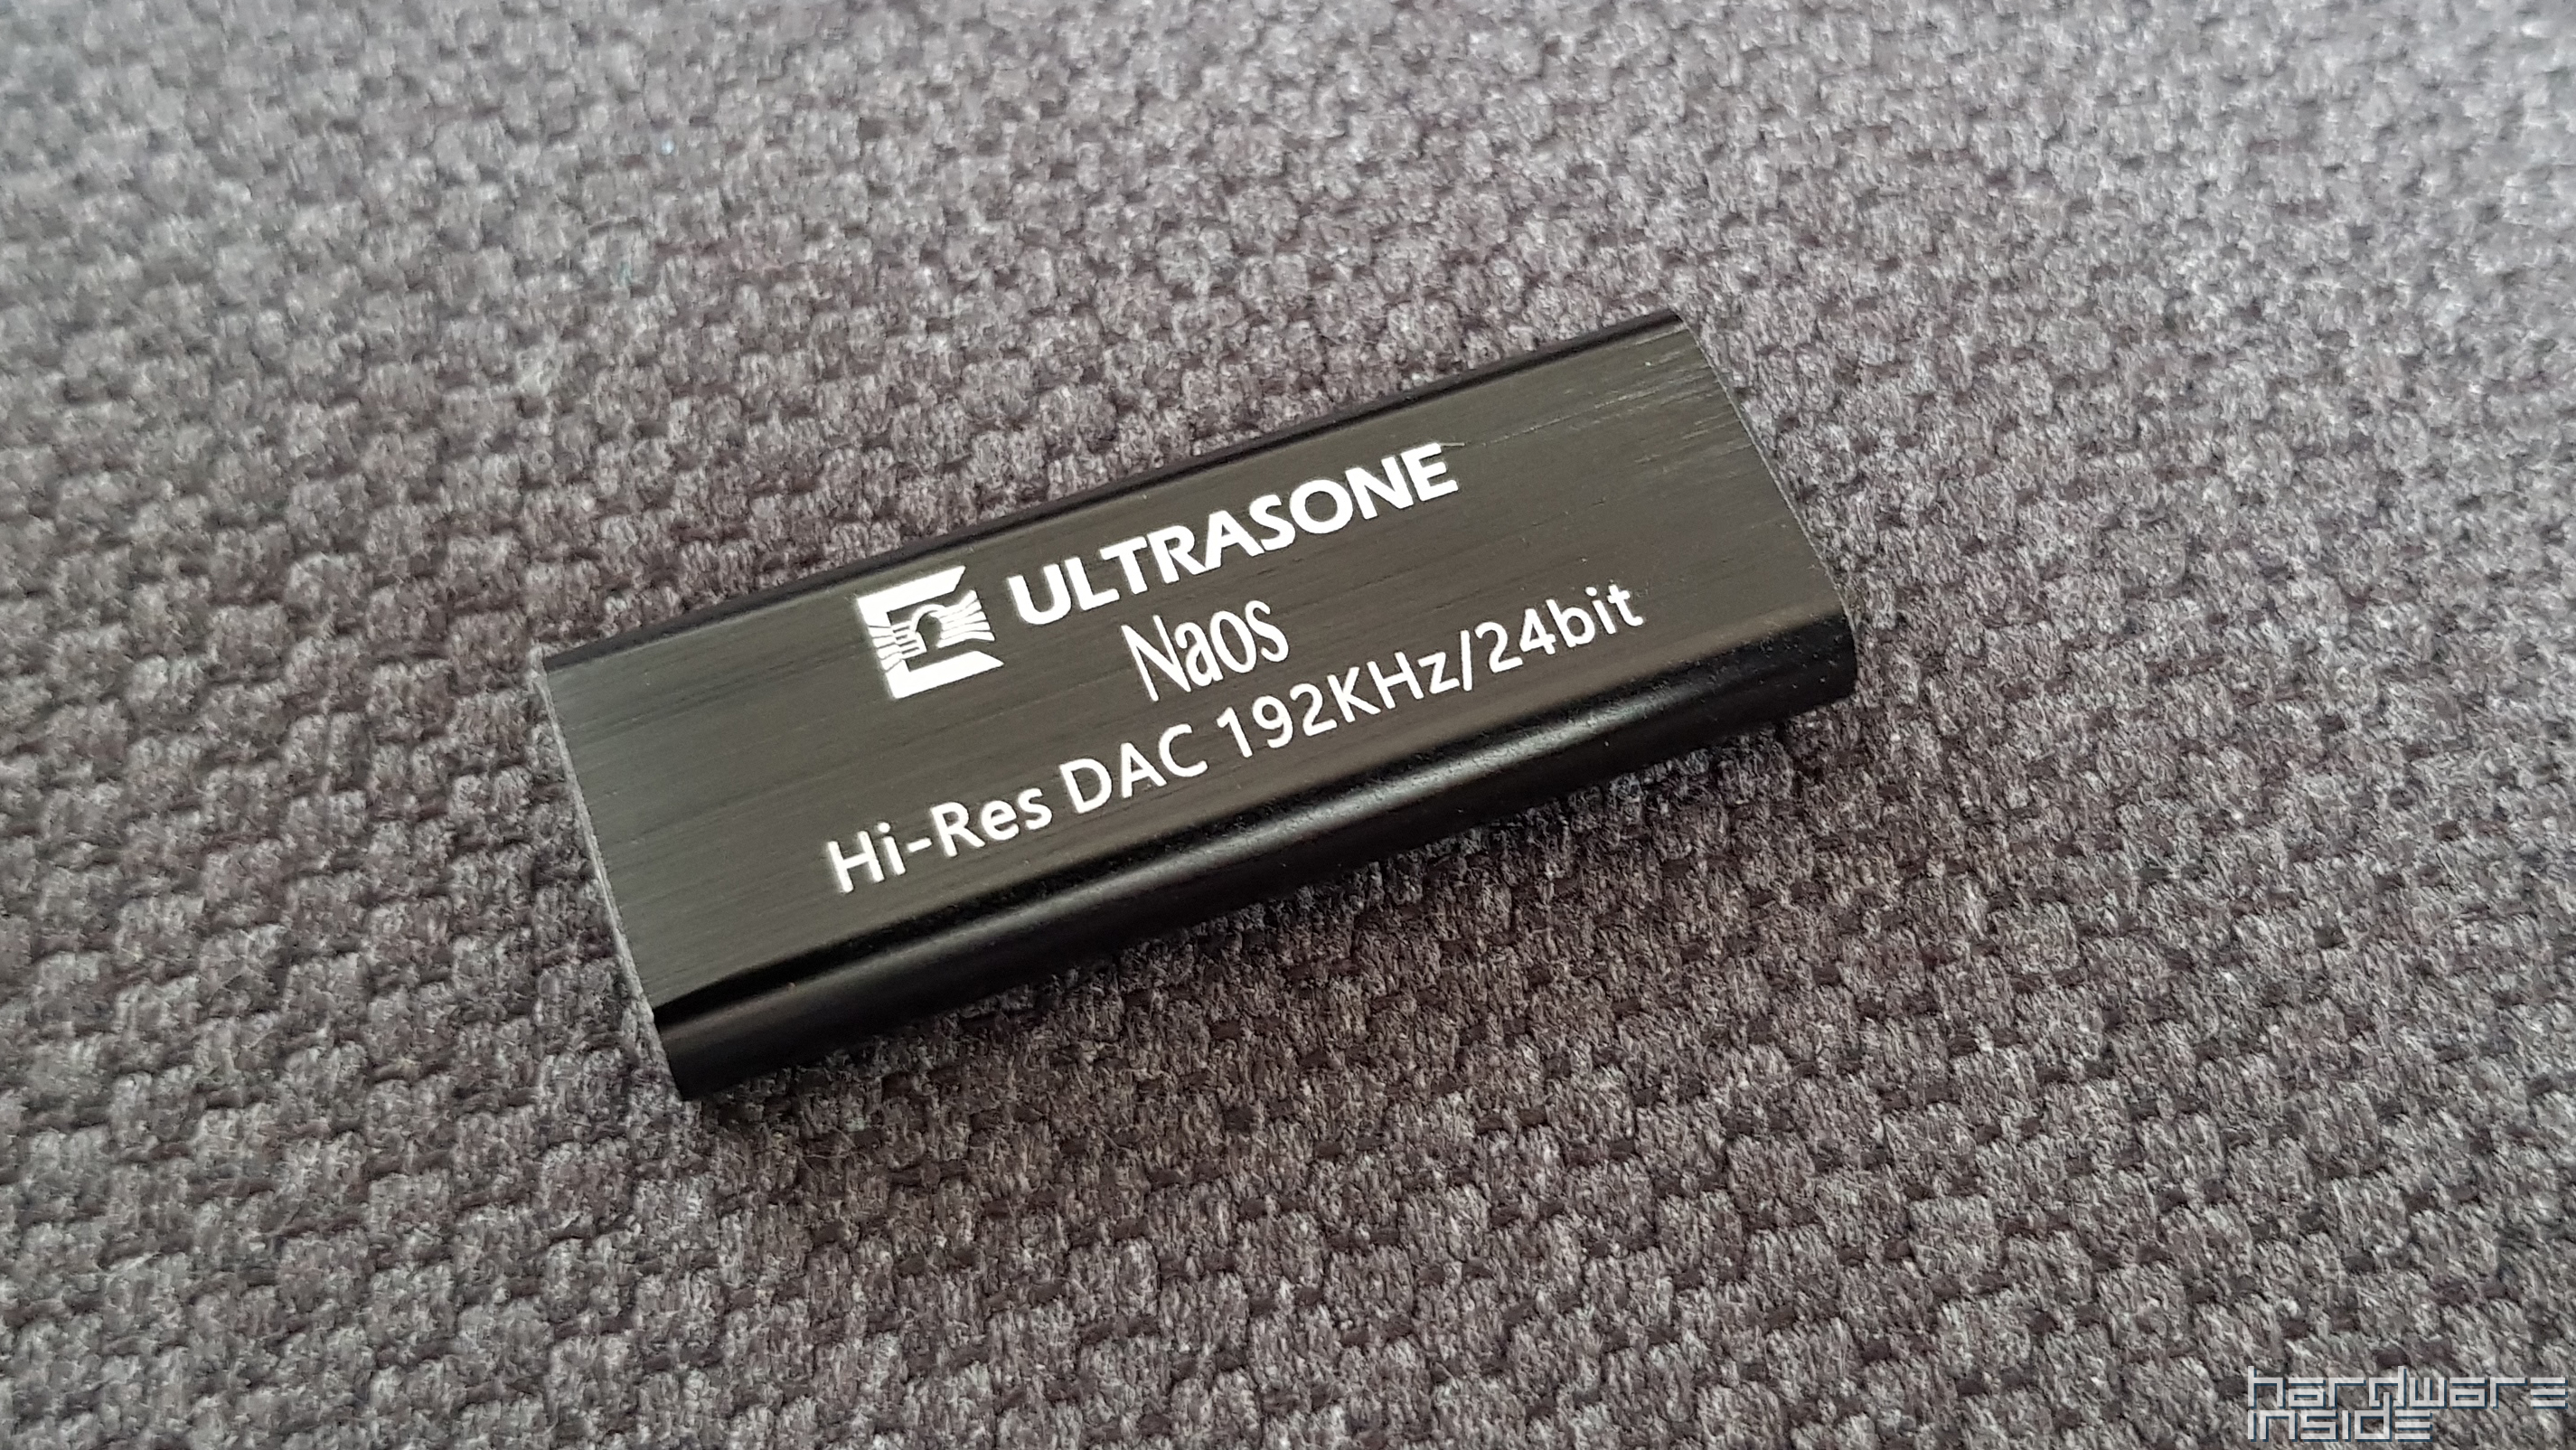 ULTRASONE
Naos
Hi-Res DAC 192KHz/24bit
hardware
inside